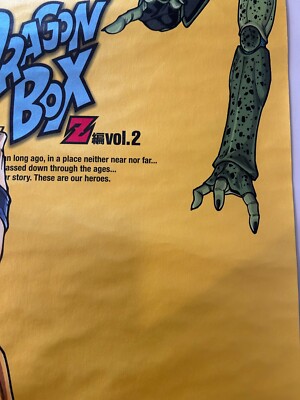 DRAGON
BOX
Z編vol.2
n long ago, in a place neither near nor far...
assed down through the ages...
r story. These are our heroes.